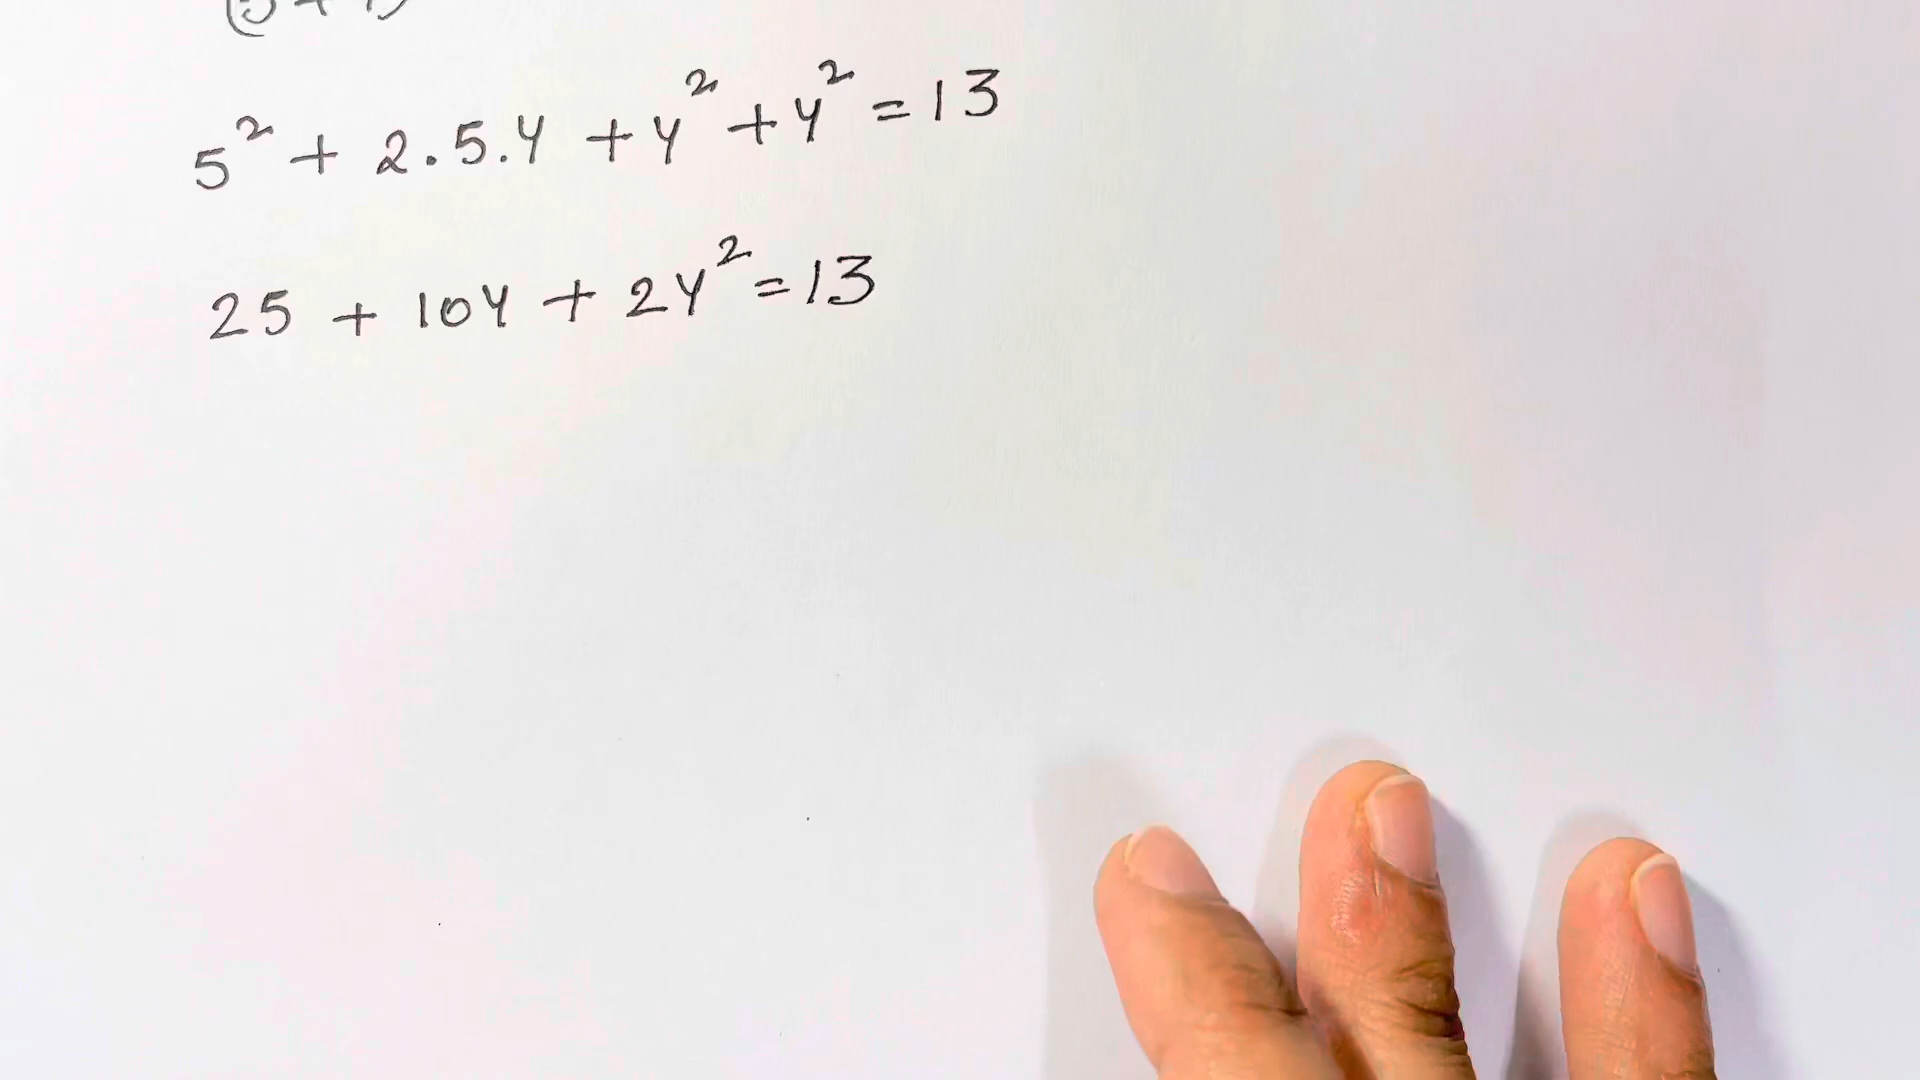 5² + 2.5.y + y² + y² = 13
25 + 10y + 2y² = 13